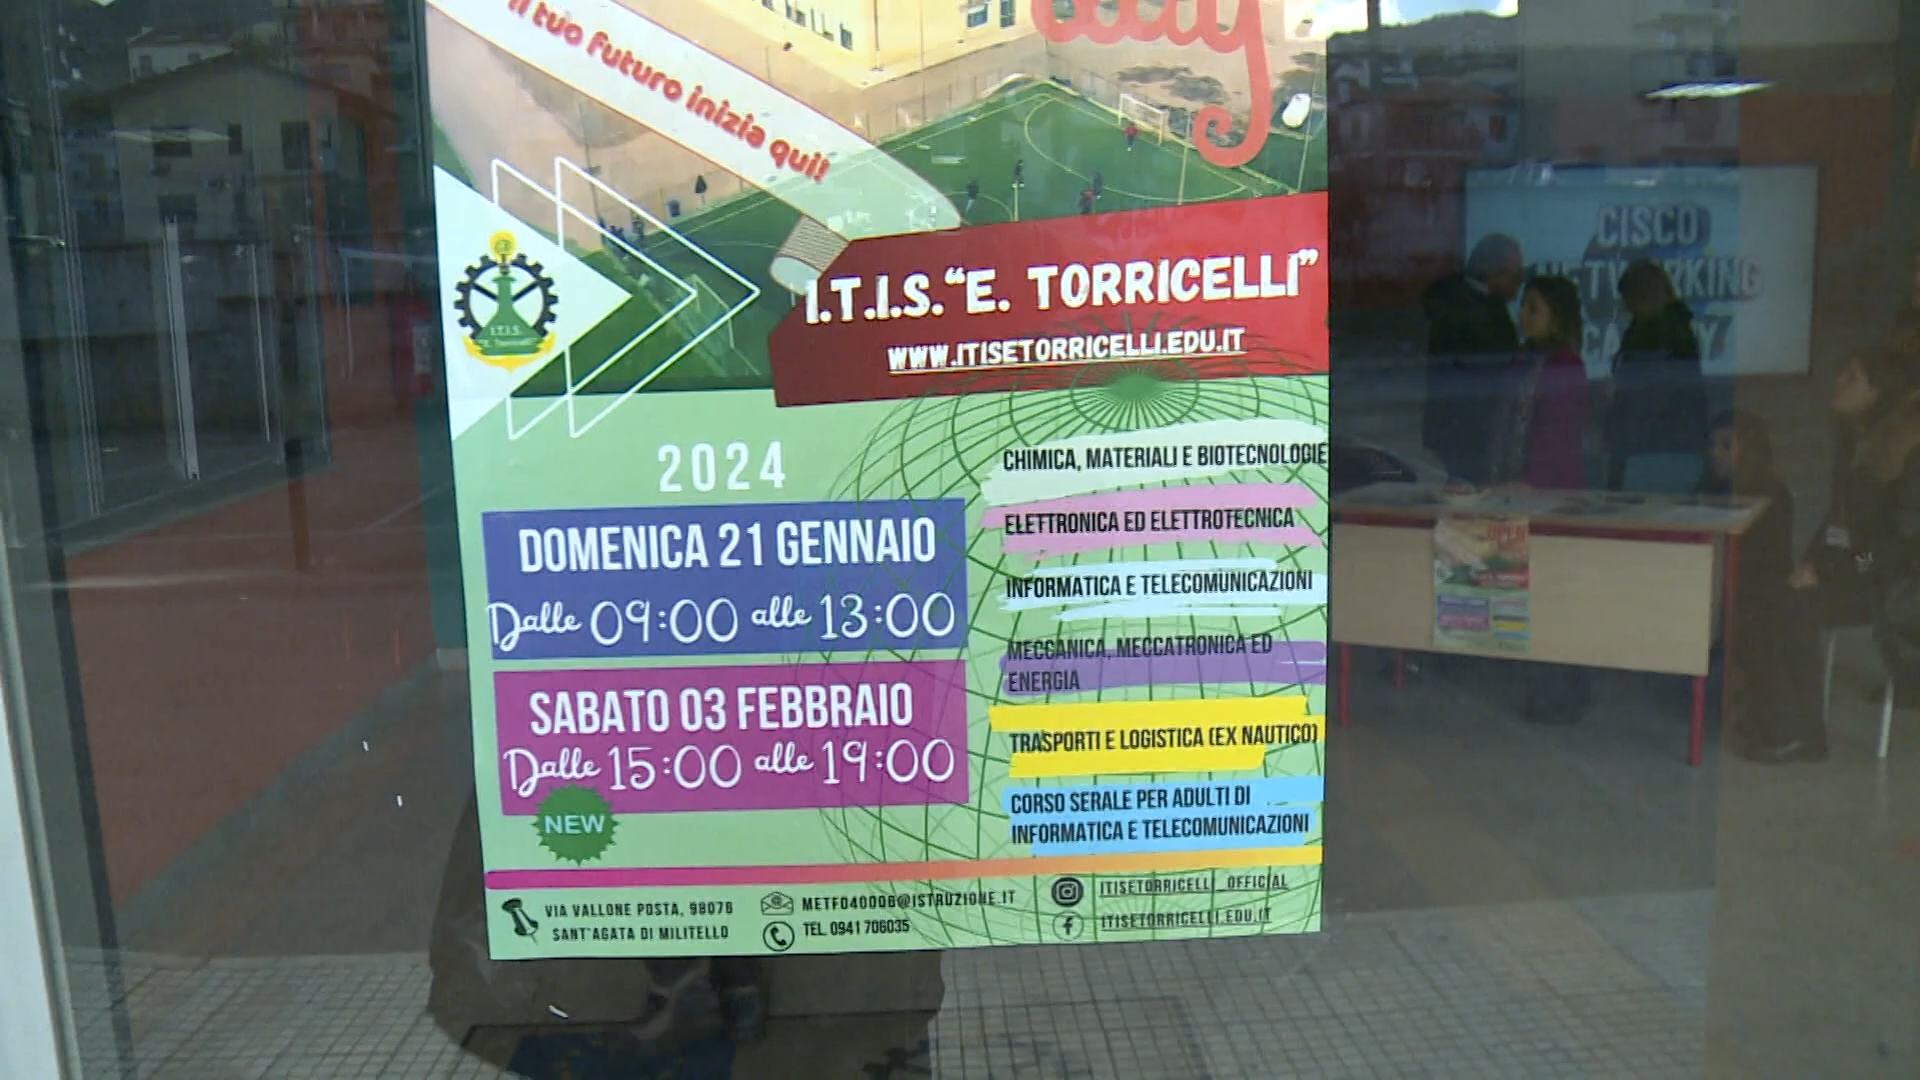 il tuo futuro inizia qui!
I.T.I.S.
"E. Torricelli"
I.T.I.S. "E. TORRICELLI"
WWW.ITISETORRICELLI.EDU.IT
2024
DOMENICA 21 GENNAIO
Dalle 09:00 alle 13:00
SABATO 03 FEBBRAIO
Dalle 15:00 alle 19:00
NEW
CHIMICA, MATERIALI E BIOTECNOLOGIE
ELETTRONICA ED ELETTROTECNICA
INFORMATICA E TELECOMUNICAZIONI
MECCANICA, MECCATRONICA ED
ENERGIA
TRASPORTI E LOGISTICA (EX NAUTICO)
CORSO SERALE PER ADULTI DI
INFORMATICA E TELECOMUNICAZIONI
VIA VALLONE POSTA, 98076
SANT'AGATA DI MILITELLO
METF040006@ISTRUZIONE.IT
TEL. 0941 706035
ITISETORRICELLI_OFFICIAL
ITISETORRICELLI.EDU.IT
CISCO